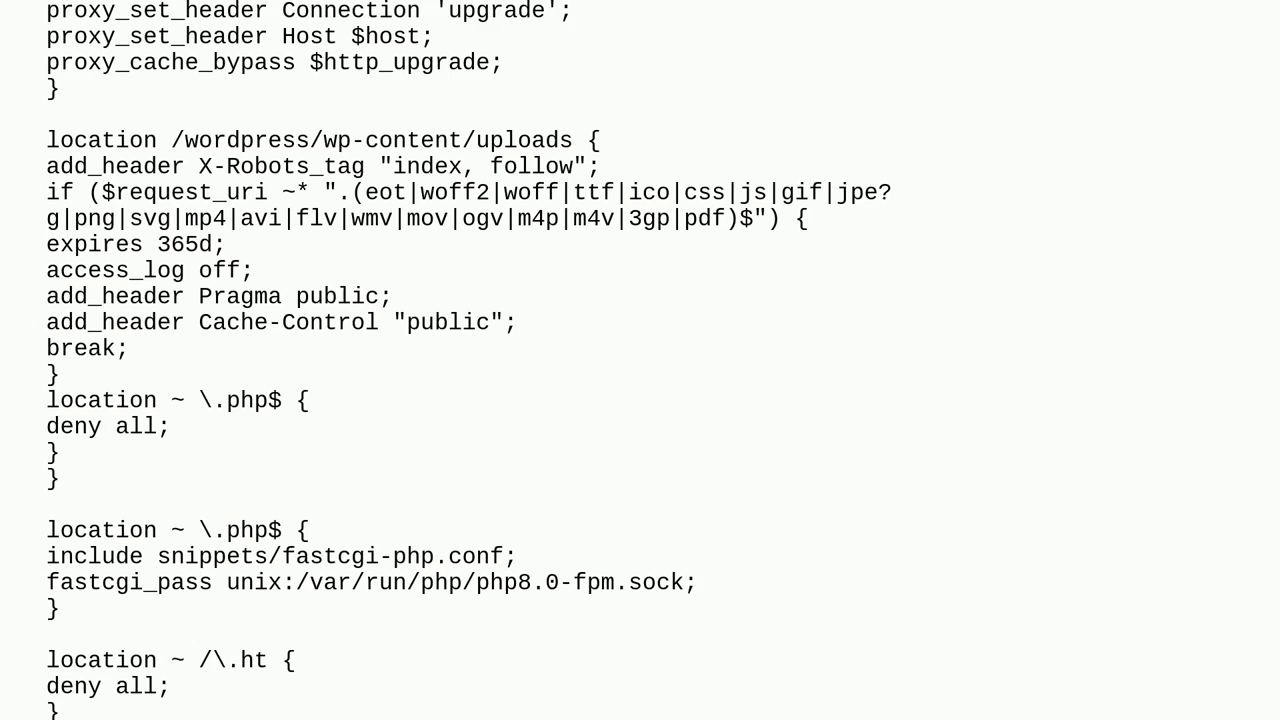 proxy_set_header Connection 'upgrade';
proxy_set_header Host $host;
proxy_cache_bypass $http_upgrade;
}
location /wordpress/wp-content/uploads {
add_header X-Robots_tag "index, follow";
if ($request_uri ~* ".(eot|woff2|woff|ttf|ico|css|js|gif|jpe?
g|png|svg|mp4|avi|flv|wmv|mov|ogv|m4p|m4v|3gp|pdf)$") {
expires 365d;
access_log off;
add_header Pragma public;
add_header Cache-Control "public";
break;
}
location ~ \.php$ {
deny all;
}
}
location ~ \.php$ {
include snippets/fastcgi-php.conf;
fastcgi_pass unix:/var/run/php/php8.0-fpm.sock;
}
location ~ /\.ht {
deny all;
}